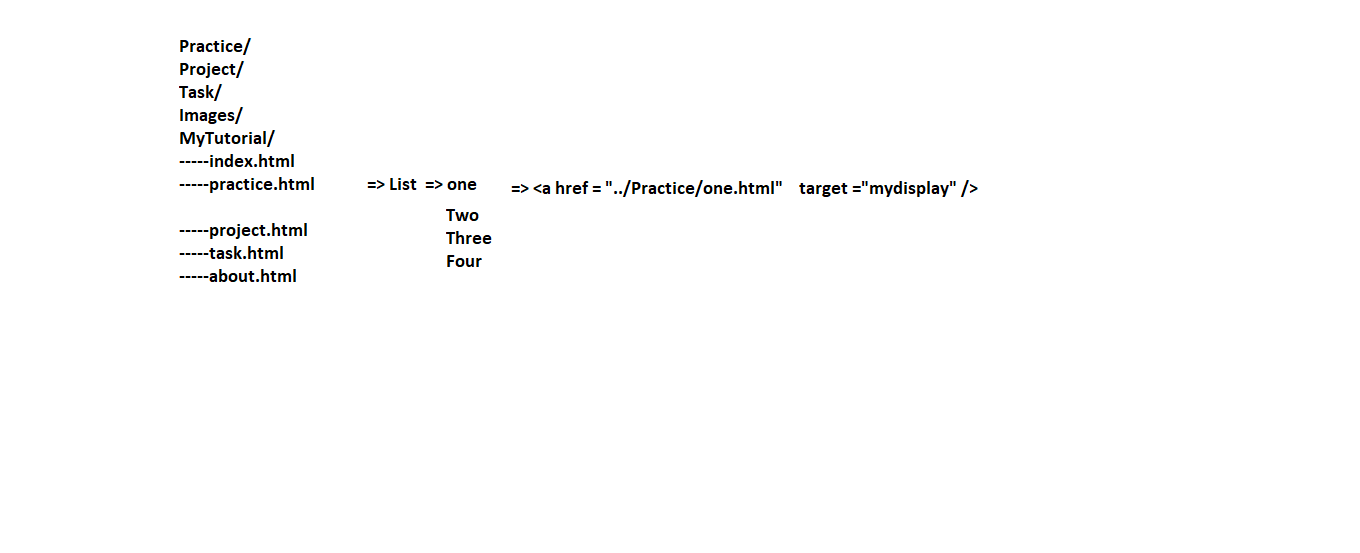 Practice/
Project/
Task/
Images/
MyTutorial/
-----index.html
-----practice.html => List => one => <a href = "../Practice/one.html" target ="mydisplay" />
Two
-----project.html
Three
-----task.html
Four
-----about.html